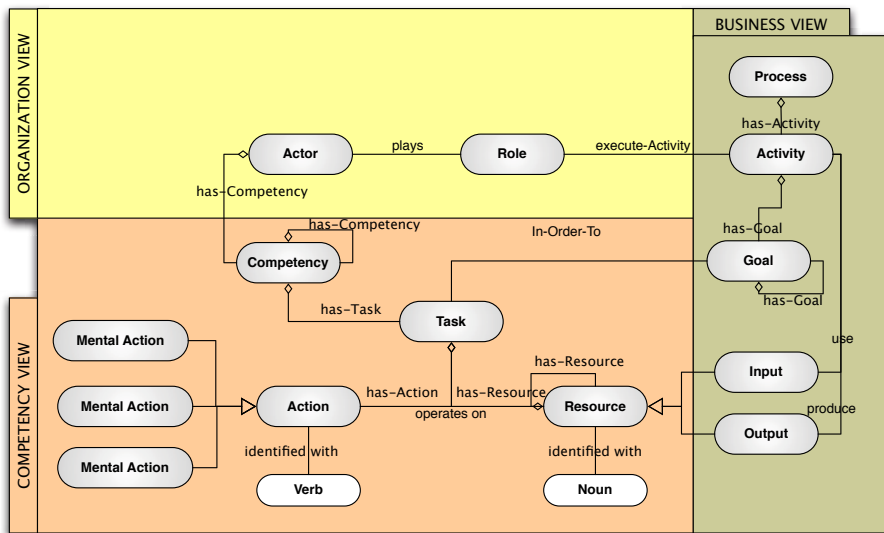 BUSINESS VIEW
ORGANIZATION VIEW
Process
has-Activity
Actor
plays
Role
execute-Activity
Activity
has-Competency
has-Competency
In-Order-To
has-Goal
Competency
Goal
has-Goal
has-Task
Task
COMPETENCY VIEW
Mental Action
use
has-Resource
Input
has-Action
has-Resource
Mental Action
Action
operates on
Resource
produce
Output
identified with
identified with
Mental Action
Verb
Noun